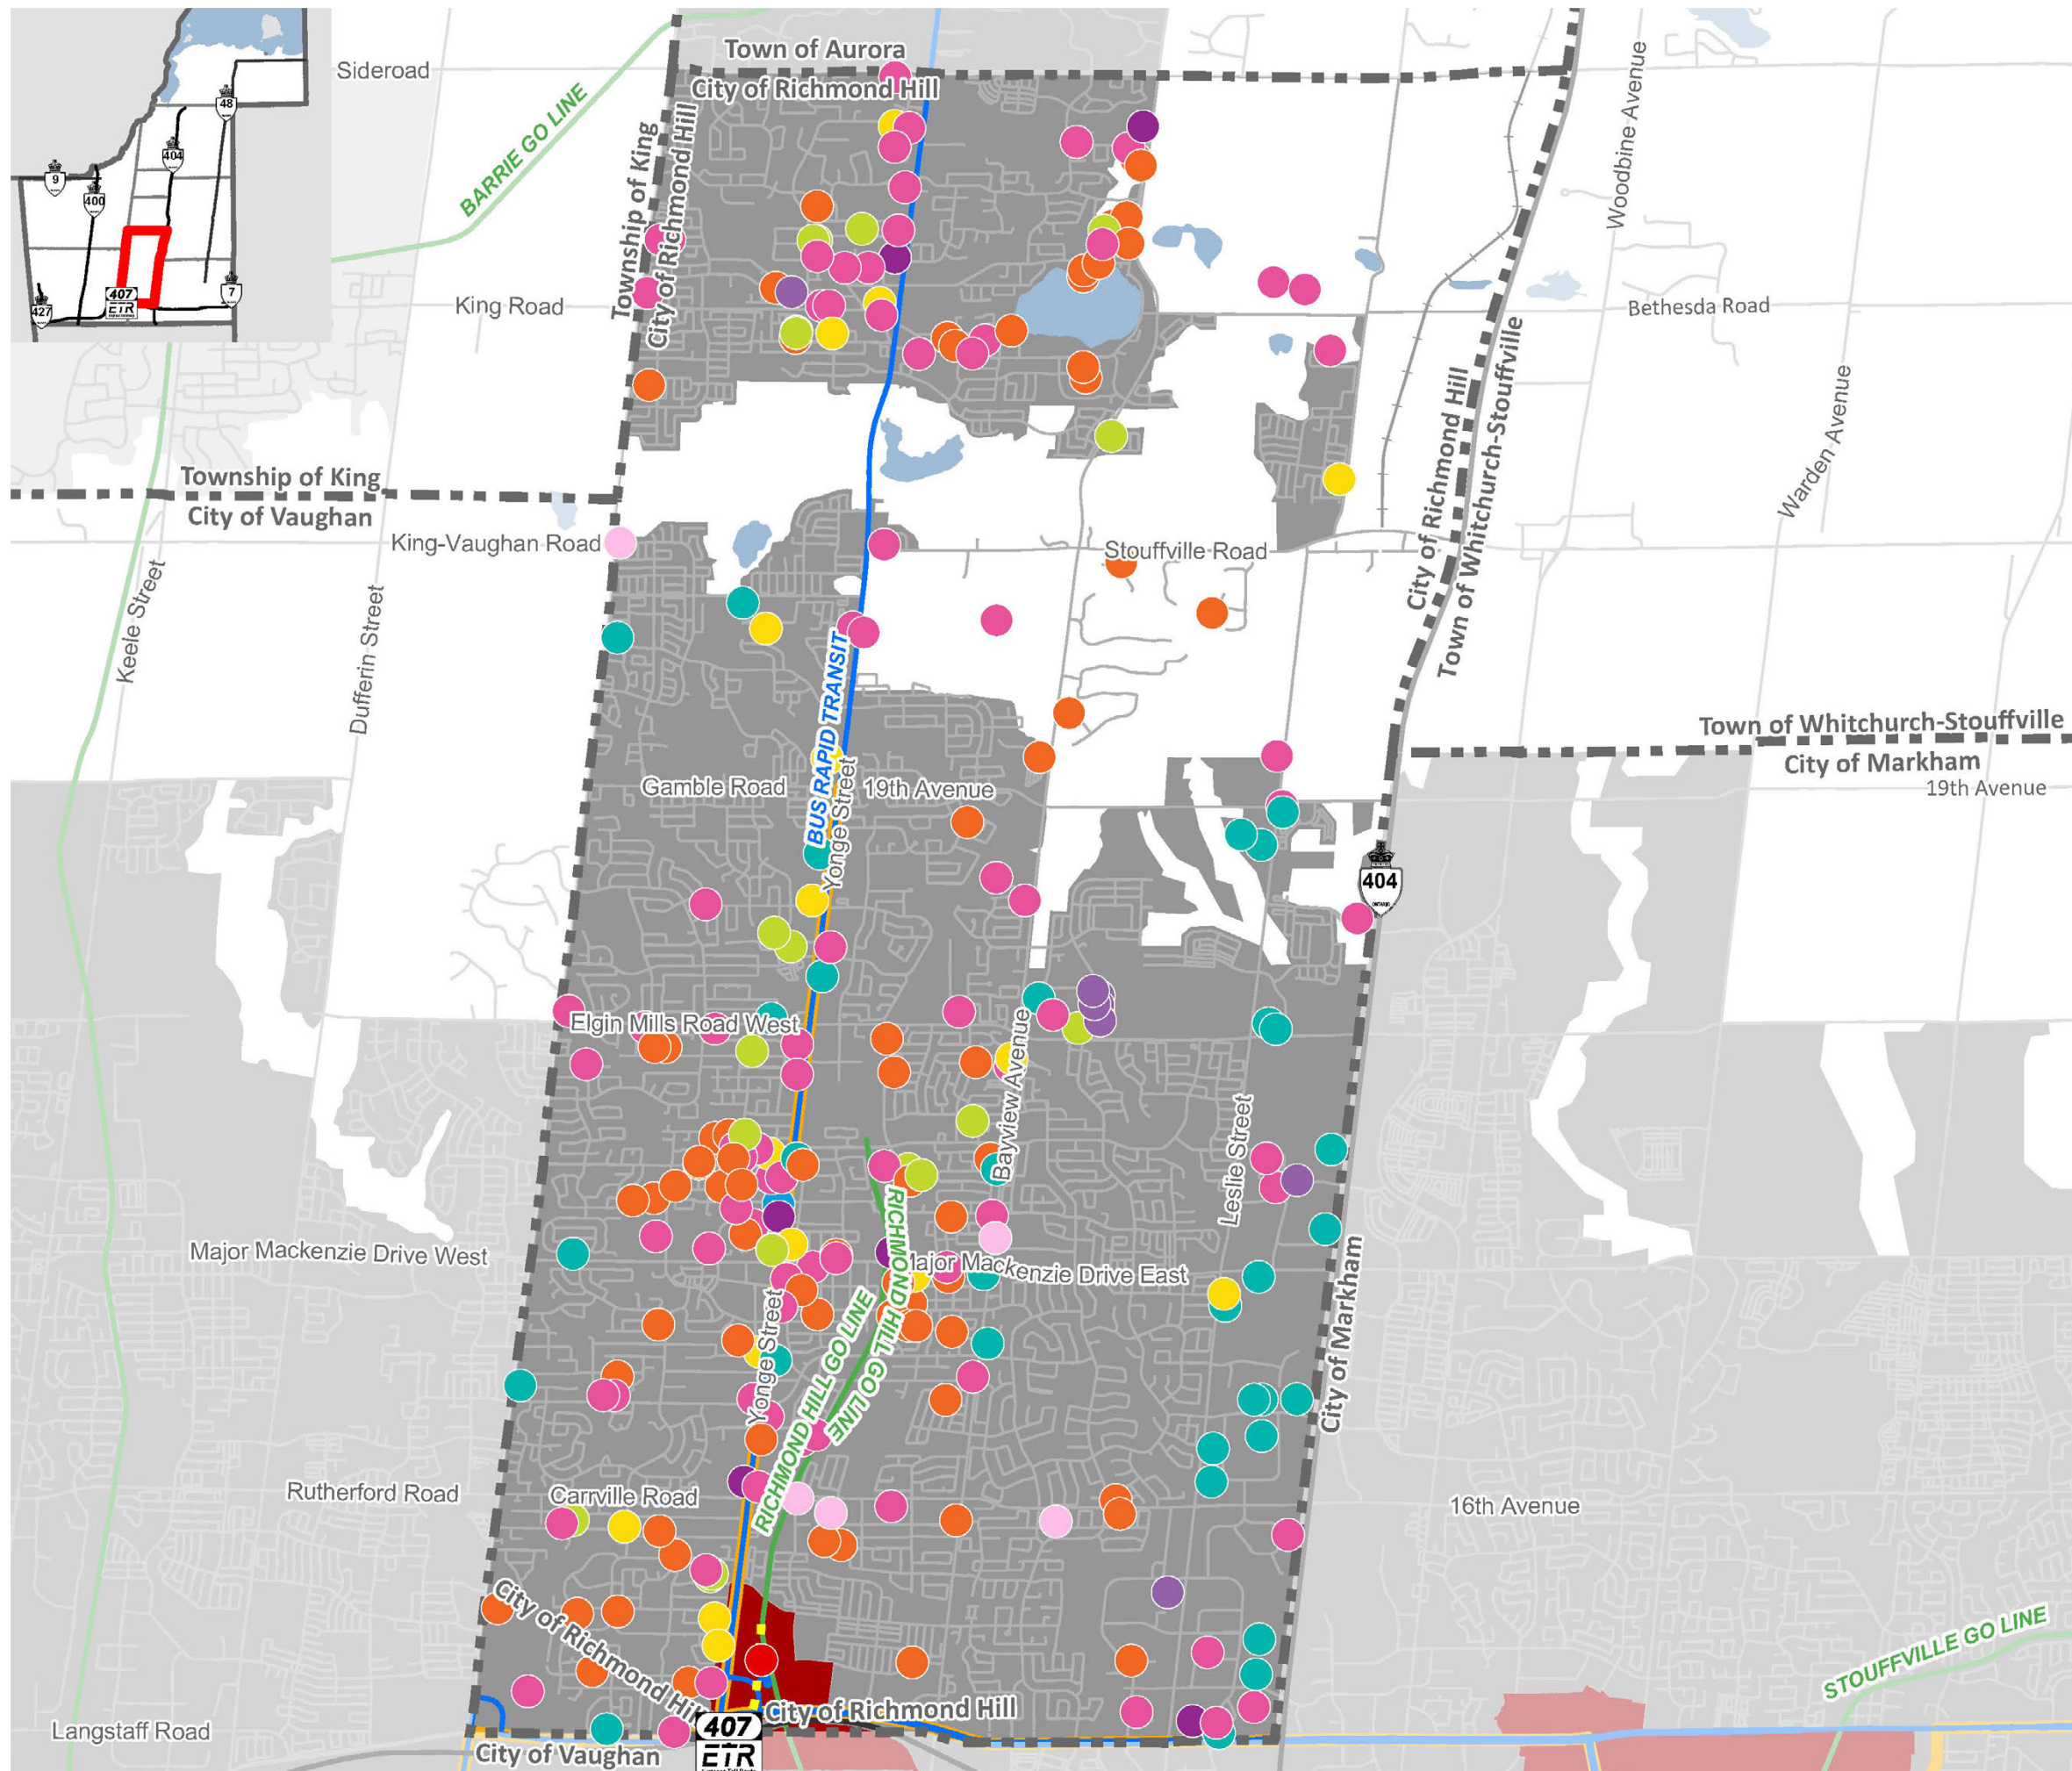 Town of Aurora
City of Richmond Hill
Sideroad
BARRIE GO LINE
Township of King
City of Richmond Hill
48
404
9
400
407
ETR
7
427
Woodbine Avenue
King Road
Bethesda Road
City of Richmond Hill
Town of Whitchurch-Stouffville
Warden Avenue
Township of King
City of Vaughan
King-Vaughan Road
Stouffville Road
Keele Street
Dufferin Street
BUS RAPID TRANSIT
Town of Whitchurch-Stouffville
City of Markham
19th Avenue
Gamble Road
19th Avenue
Yonge Street
404
ONTARIO
Elgin Mills Road West
Bayview Avenue
Leslie Street
Major Mackenzie Drive West
Major Mackenzie Drive East
RICHMOND HILL GO LINE
RICHMOND HILL GO LINE
Yonge Street
City of Markham
Rutherford Road
Carrville Road
16th Avenue
City of Richmond Hill
City of Richmond Hill
STOUFFVILLE GO LINE
Langstaff Road
407
ETR
City of Vaughan